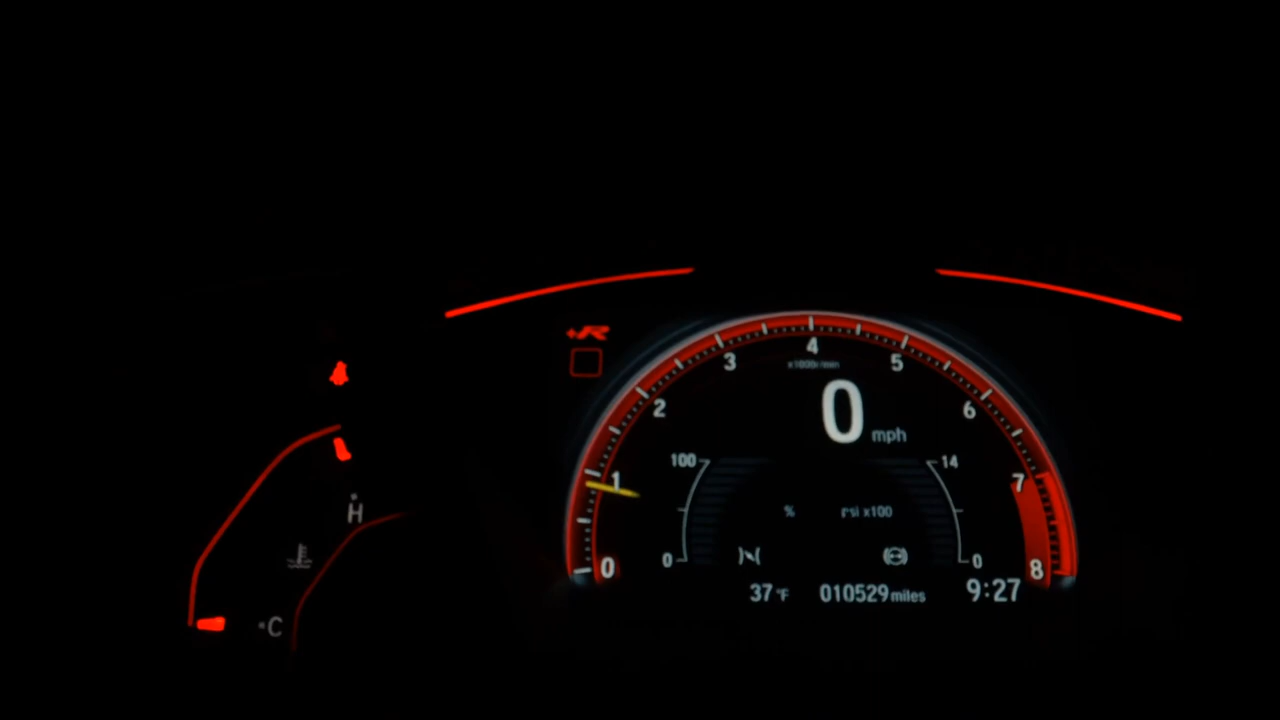 +R
4
3 5
x1000r/min
2 0 mph 6
100 14
1 7
H % psi x100
0 0
0 8
37°F 010529 miles 9:27
C